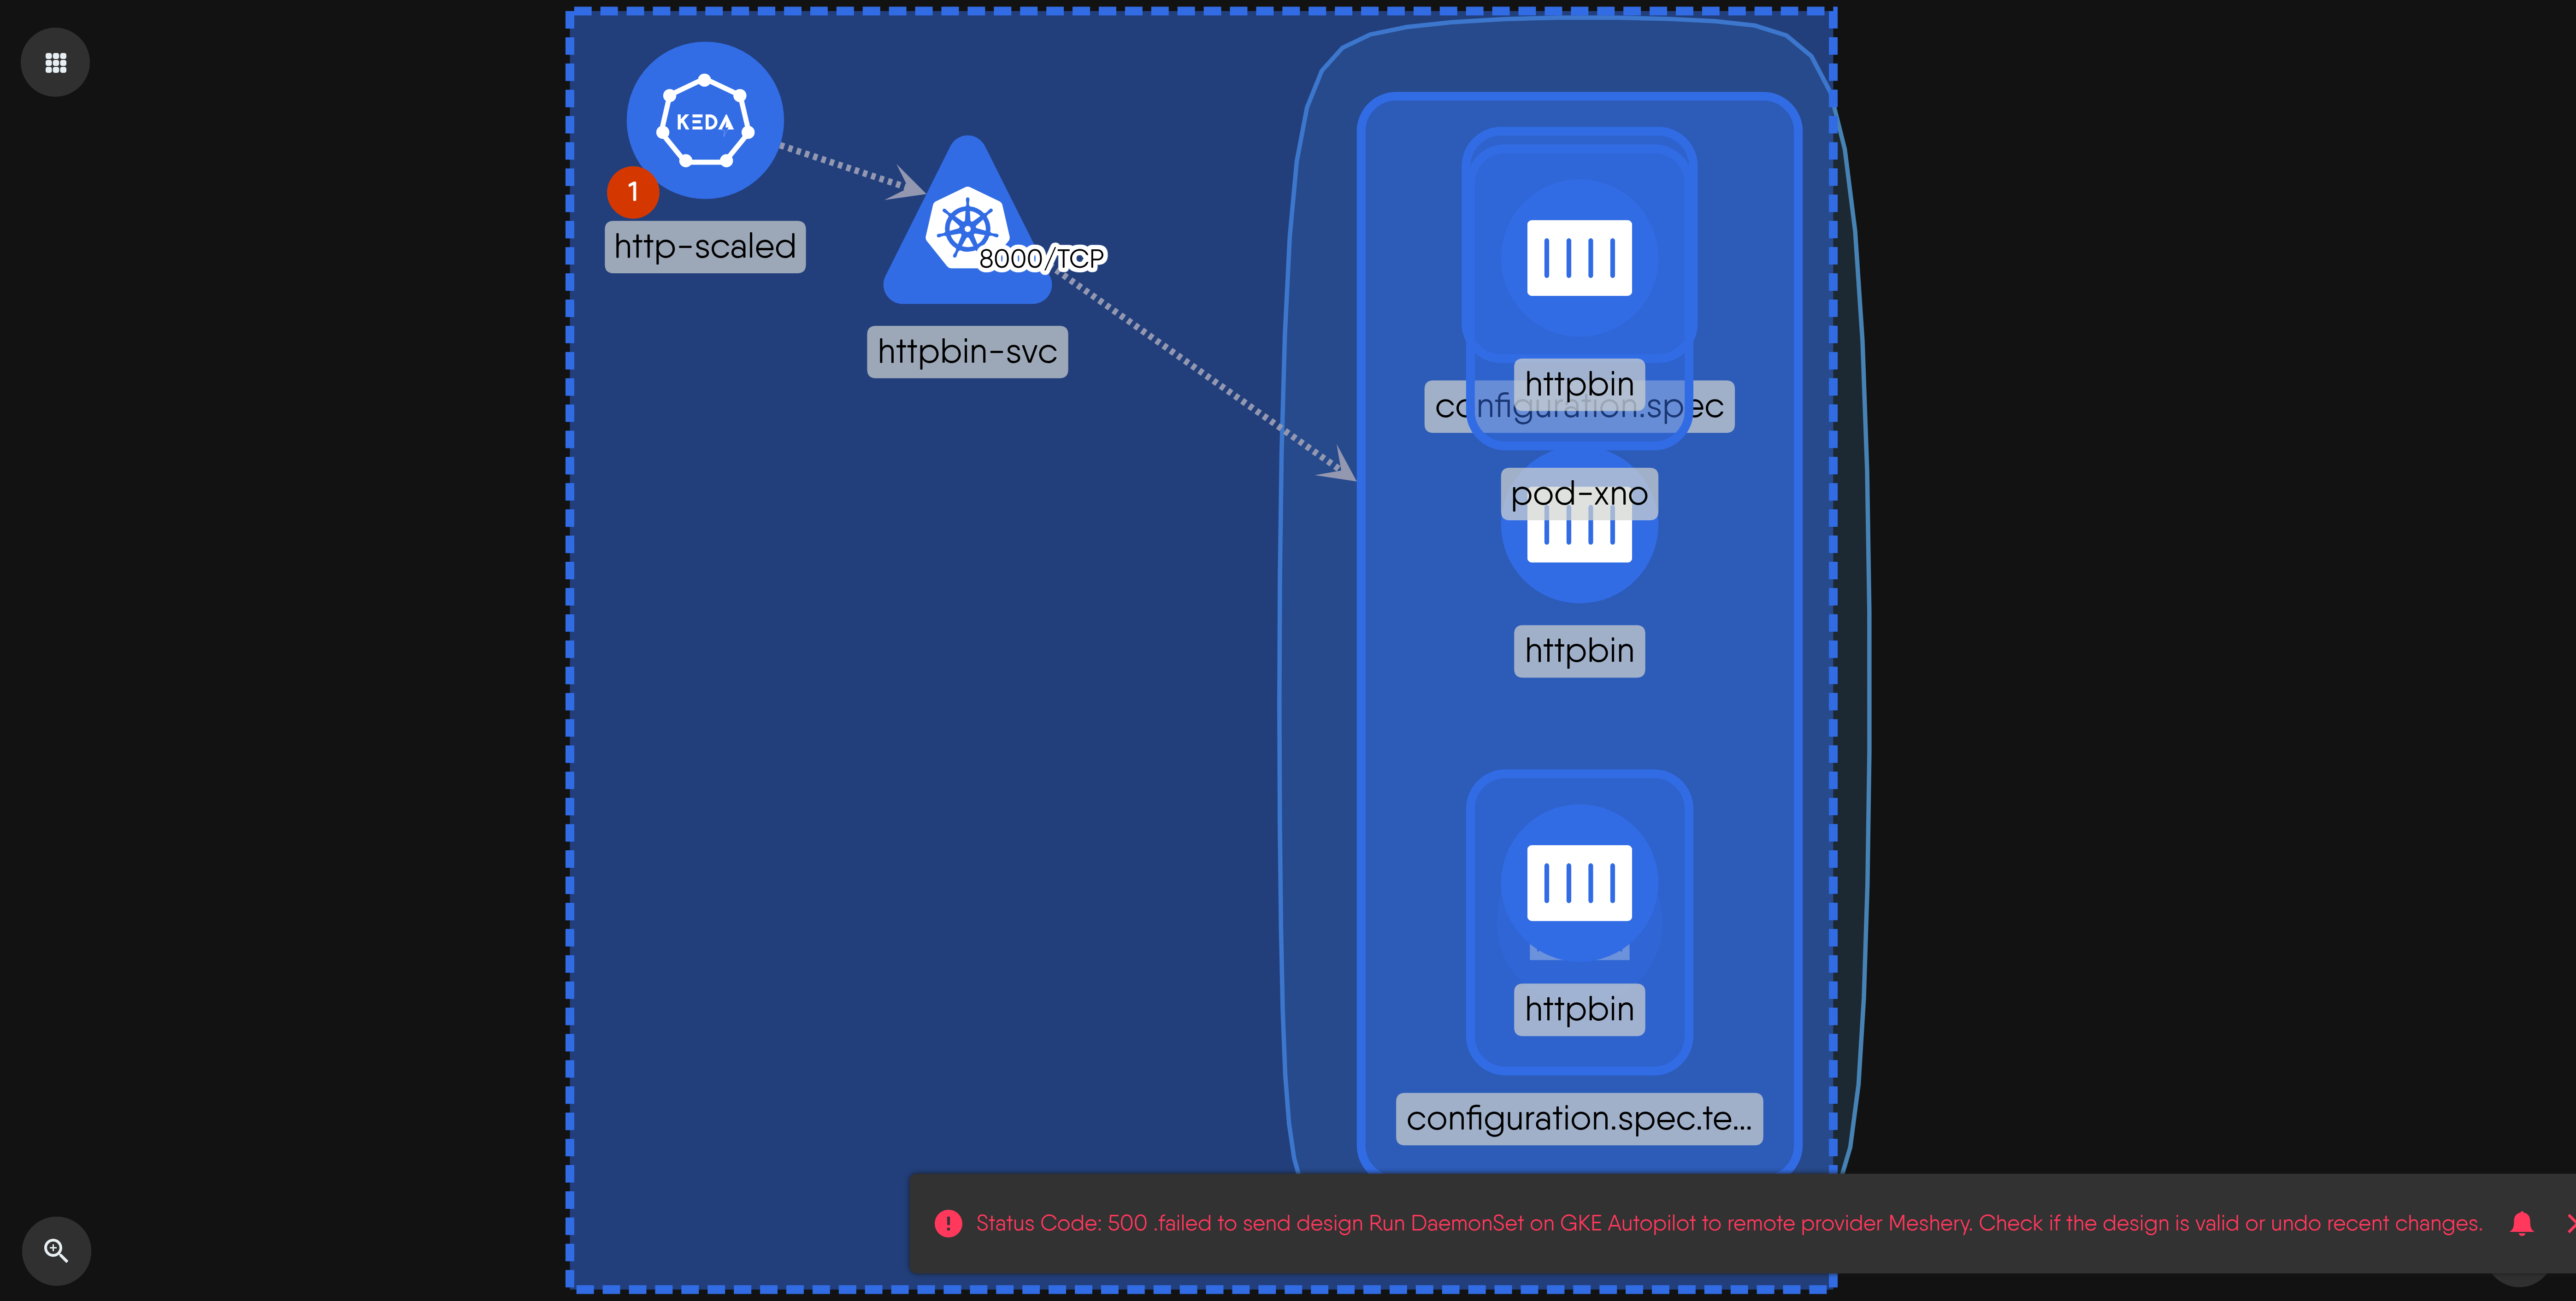 KEDA
1
http-scaled
8000/TCP
httpbin-svc
httpbin
configuration.spec
pod-xno
httpbin
httpbin
configuration.spec.te...
Status Code: 500 .failed to send design Run DaemonSet on GKE Autopilot to remote provider Meshery. Check if the design is valid or undo recent changes.